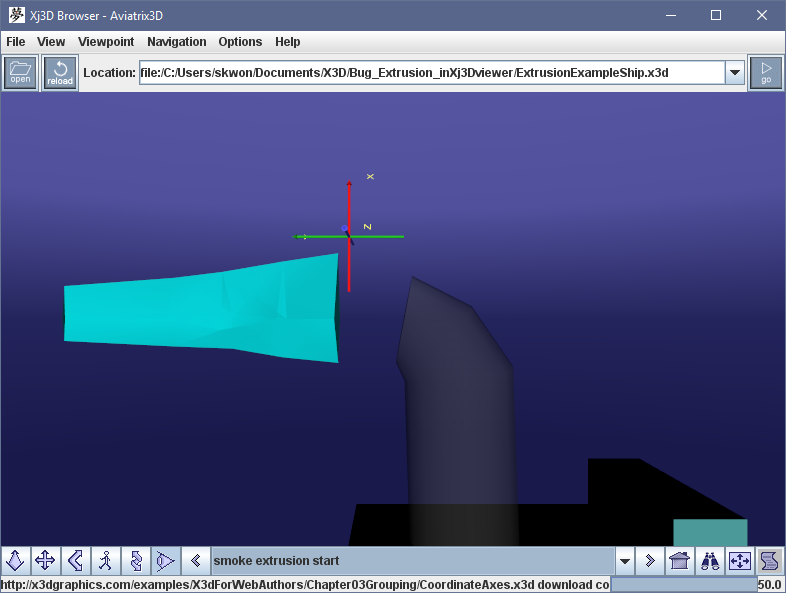 Xj3D Browser - Aviatrix3D
File View Viewpoint Navigation Options Help
open reload Location: file:/C:/Users/skwon/Documents/X3D/Bug_Extrusion_inXj3Dviewer/ExtrusionExampleShip.x3d go
X
Z
smoke extrusion start
http://x3dgraphics.com/examples/X3dForWebAuthors/Chapter03Grouping/CoordinateAxes.x3d download co 50.0